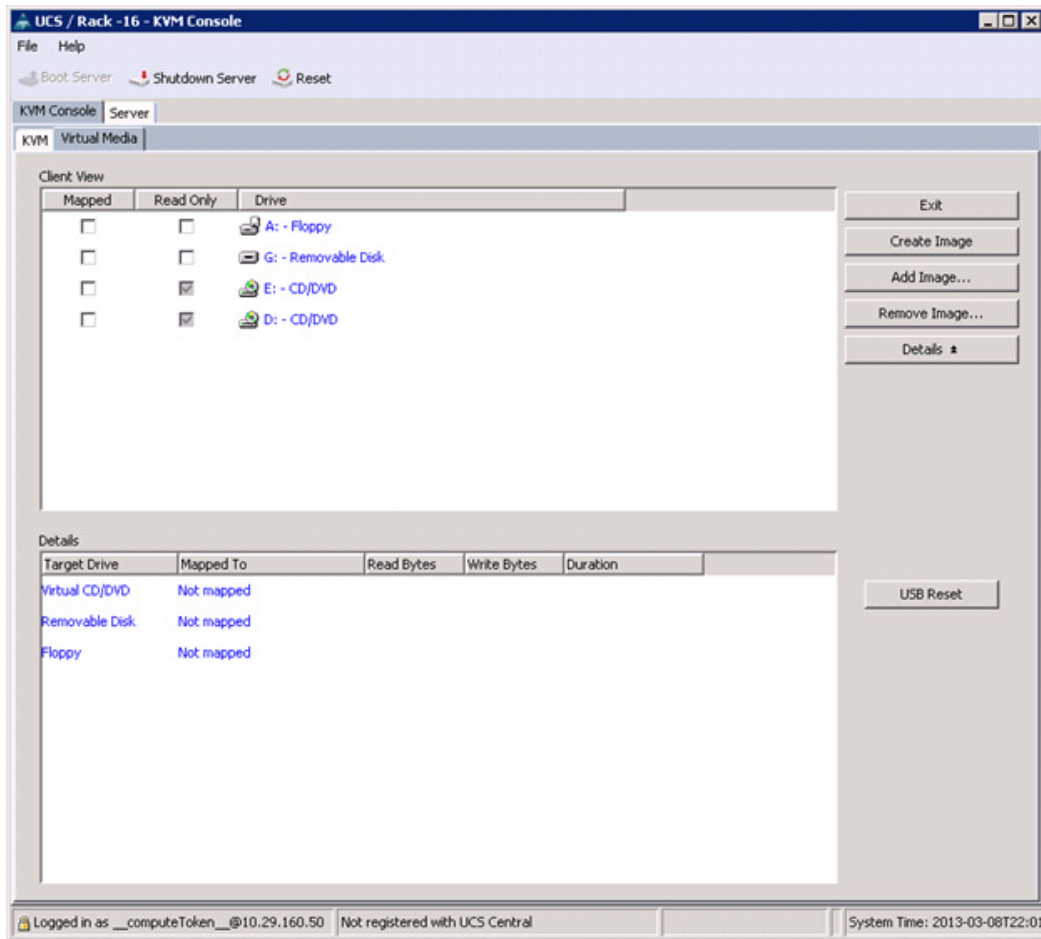 UCS / Rack -16 - KVM Console
File Help
Boot Server Shutdown Server Reset
KVM Console Server
KVM Virtual Media
Client View
Mapped Read Only Drive
A: - Floppy
G: - Removable Disk
E: - CD/DVD
D: - CD/DVD
Exit
Create Image
Add Image...
Remove Image...
Details
Details
Target Drive Mapped To Read Bytes Write Bytes Duration
Virtual CD/DVD Not mapped
Removable Disk Not mapped
Floppy Not mapped
USB Reset
Logged in as __computeToken__@10.29.160.50 Not registered with UCS Central System Time: 2013-03-08T22:01